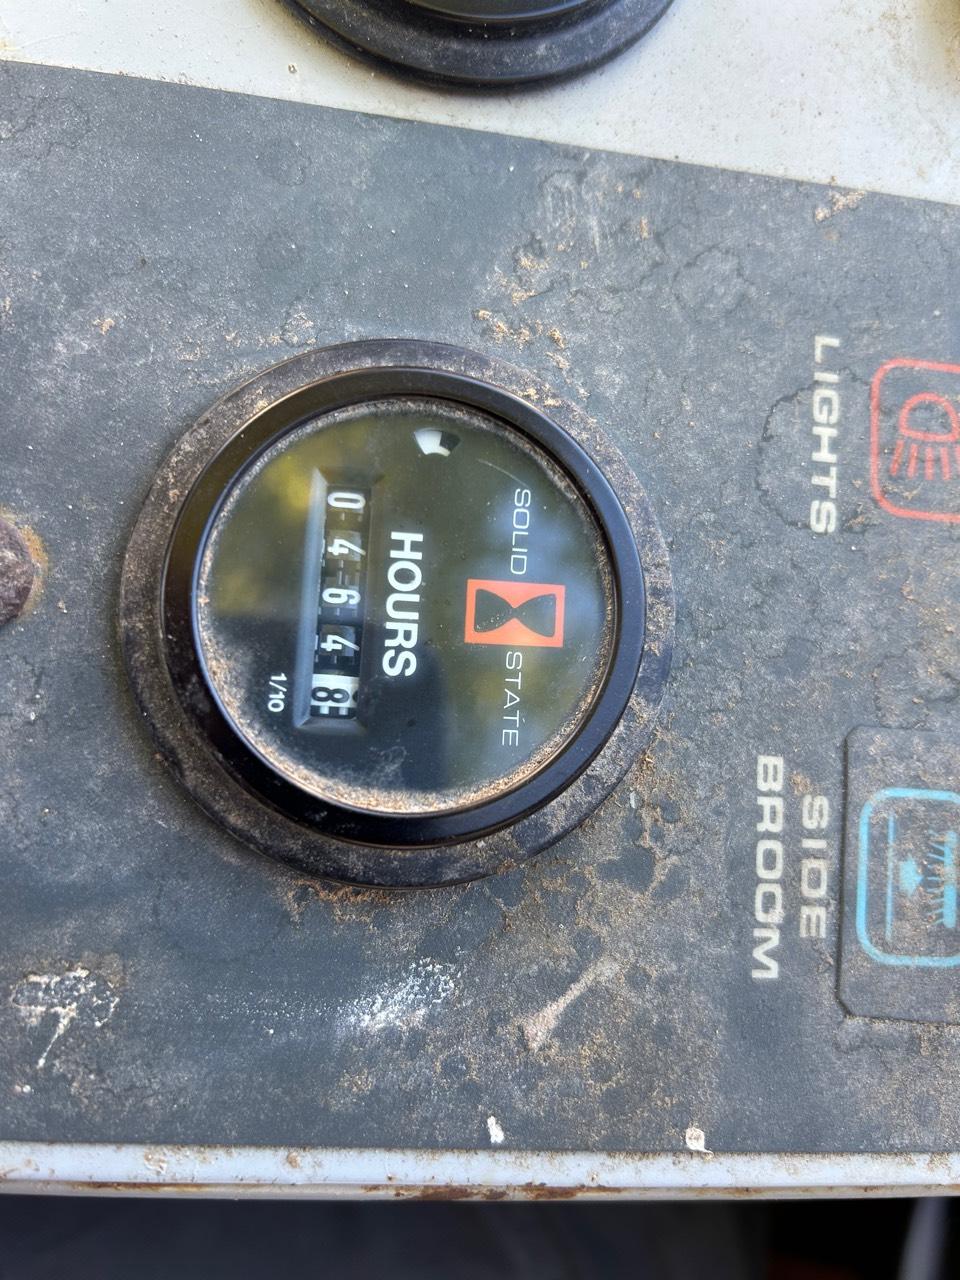 SOLID STATE
HOURS
04648
1/10
LIGHTS
SIDE
BROOM